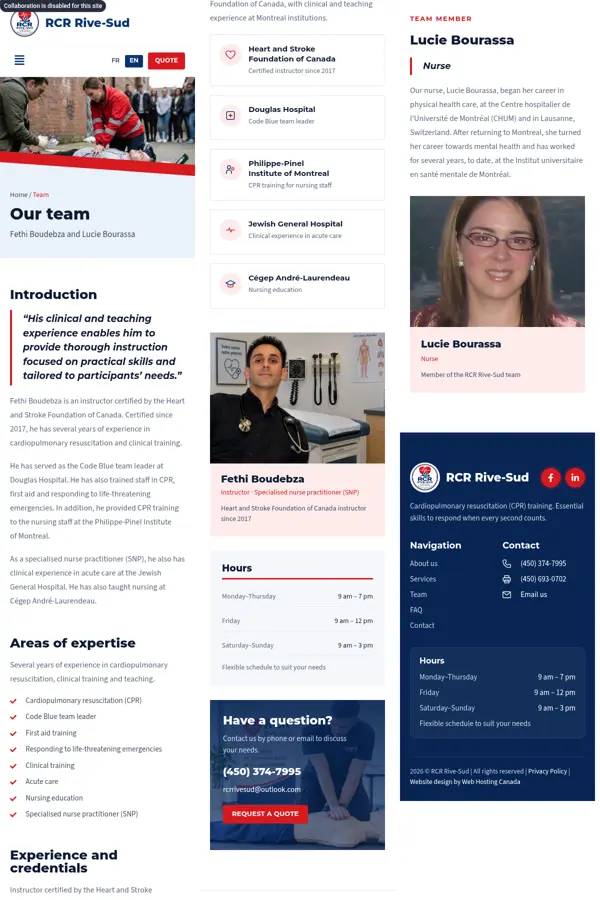 Collaboration is disabled for this site
RCR
RCR Rive-Sud
FR
EN
QUOTE
Home / Team
Our team
Fethi Boudebza and Lucie Bourassa
Introduction
“His clinical and teaching
experience enables him to
provide thorough instruction
focused on practical skills and
tailored to participants’ needs.”
Fethi Boudebza is an instructor certified by the Heart
and Stroke Foundation of Canada. Certified since
2017, he has several years of experience in
cardiopulmonary resuscitation and clinical training.
He has served as the Code Blue team leader at
Douglas Hospital. He has also trained staff in CPR,
first aid and responding to life-threatening
emergencies. In addition, he provided CPR training
to the nursing staff at the Philippe-Pinel Institute
of Montreal.
As a specialised nurse practitioner (SNP), he also has
clinical experience in acute care at the Jewish
General Hospital. He has also taught nursing at
Cégep André-Laurendeau.
Areas of expertise
Several years of experience in cardiopulmonary
resuscitation, clinical training and teaching.
Cardiopulmonary resuscitation (CPR)
Code Blue team leader
First aid training
Responding to life-threatening emergencies
Clinical training
Acute care
Nursing education
Specialised nurse practitioner (SNP)
Experience and
credentials
Instructor certified by the Heart and Stroke
Foundation of Canada, with clinical and teaching
experience at Montreal institutions.
Heart and Stroke
Foundation of Canada
Certified instructor since 2017
Douglas Hospital
Code Blue team leader
Philippe-Pinel
Institute of Montreal
CPR training for nursing staff
Jewish General Hospital
Clinical experience in acute care
Cégep André-Laurendeau
Nursing education
Fethi Boudebza
Instructor · Specialised nurse practitioner (SNP)
Heart and Stroke Foundation of Canada instructor
since 2017
Hours
Monday–Thursday 9 am – 7 pm
Friday 9 am – 12 pm
Saturday–Sunday 9 am – 3 pm
Flexible schedule to suit your needs
Have a question?
Contact us by phone or email to discuss
your needs.
(450) 374-7995
rcrrivesud@outlook.com
REQUEST A QUOTE
TEAM MEMBER
Lucie Bourassa
Nurse
Our nurse, Lucie Bourassa, began her career in
physical health care, at the Centre hospitalier de
l’Université de Montréal (CHUM) and in Lausanne,
Switzerland. After returning to Montreal, she turned
her career towards mental health and has worked
for several years, to date, at the Institut universitaire
en santé mentale de Montréal.
Lucie Bourassa
Nurse
Member of the RCR Rive-Sud team
RCR
RCR Rive-Sud
Cardiopulmonary resuscitation (CPR) training. Essential
skills to respond when every second counts.
Navigation
About us
Services
Team
FAQ
Contact
Contact
(450) 374-7995
(450) 693-0702
Email us
Hours
Monday–Thursday 9 am – 7 pm
Friday 9 am – 12 pm
Saturday–Sunday 9 am – 3 pm
Flexible schedule to suit your needs
2026 © RCR Rive-Sud | All rights reserved | Privacy Policy |
Website design by Web Hosting Canada